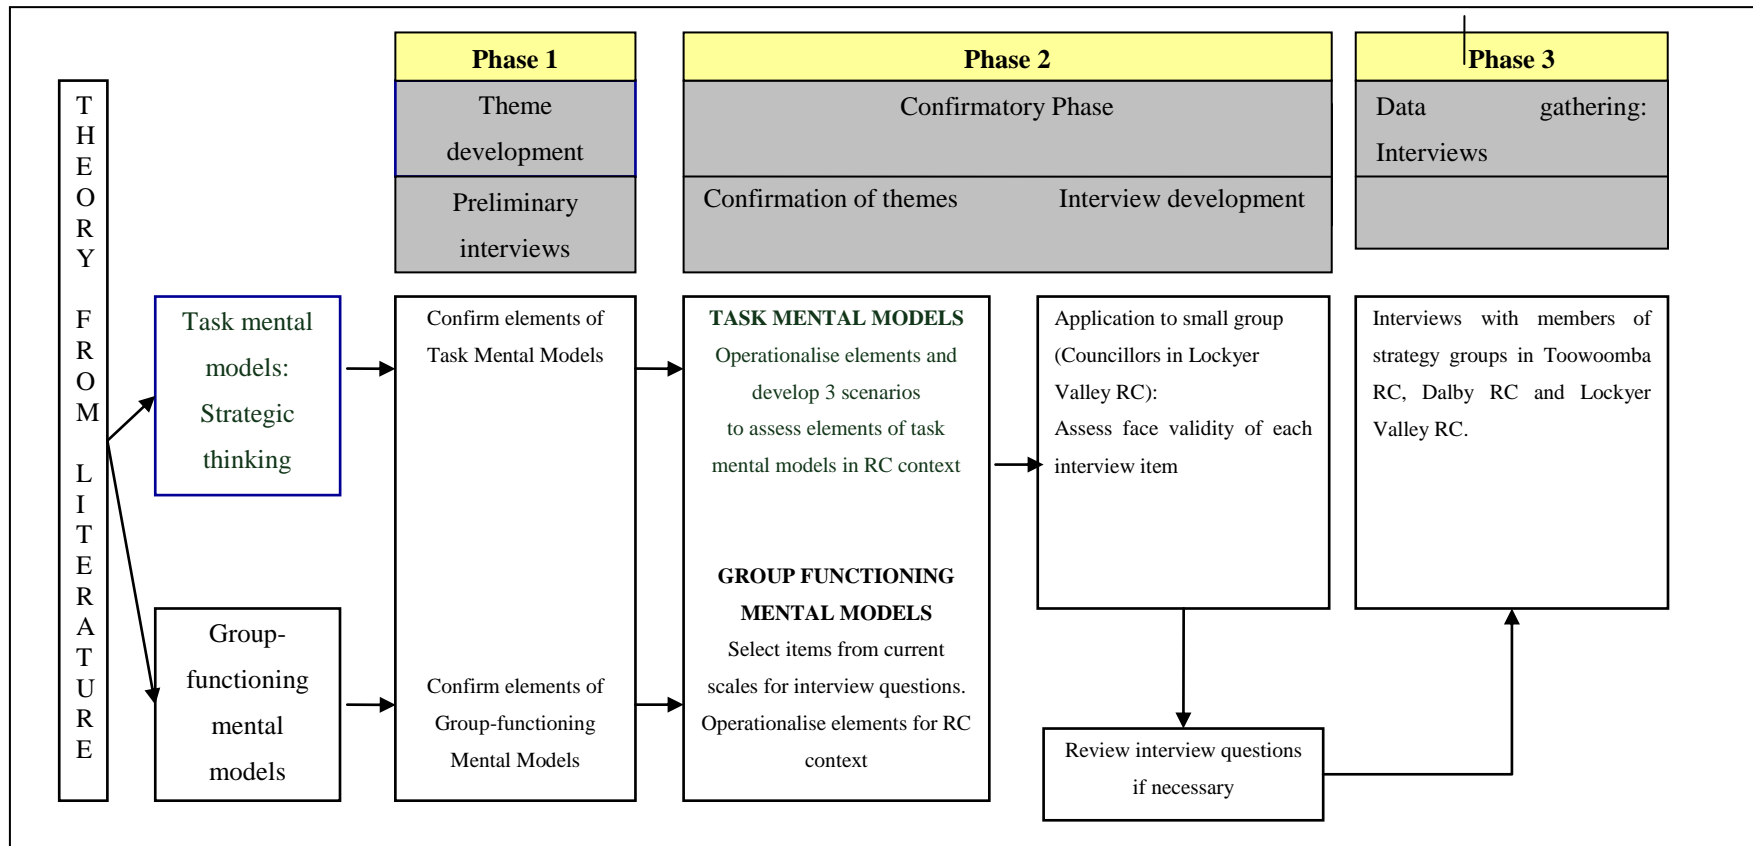 THEORY FROM LITERATURE
Phase 1
Theme
development
Preliminary
interviews
Phase 2
Confirmatory Phase
Confirmation of themes
Interview development
Phase 3
Data gathering:
Interviews
Task mental
models:
Strategic
thinking
Group-
functioning
mental
models
Confirm elements of
Task Mental Models
Confirm elements of
Group-functioning
Mental Models
TASK MENTAL MODELS
Operationalise elements and
develop 3 scenarios
to assess elements of task
mental models in RC context
GROUP FUNCTIONING
MENTAL MODELS
Select items from current
scales for interview questions.
Operationalise elements for RC
context
Application to small group
(Councillors in Lockyer
Valley RC):
Assess face validity of each
interview item
Review interview questions
if necessary
Interviews with members of
strategy groups in Toowoomba
RC, Dalby RC and Lockyer
Valley RC.